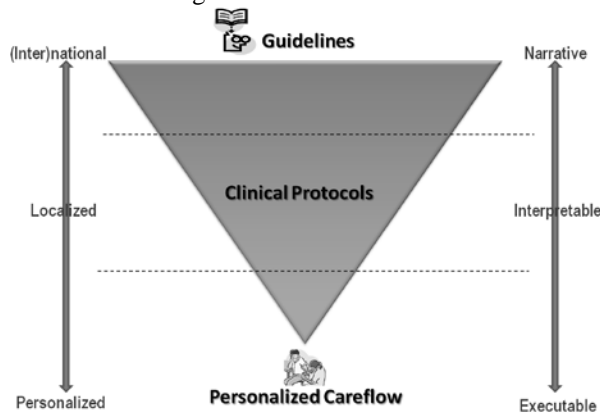 Guidelines
(Inter)national
Narrative
Clinical Protocols
Localized
Interpretable
Personalized Careflow
Personalized
Executable